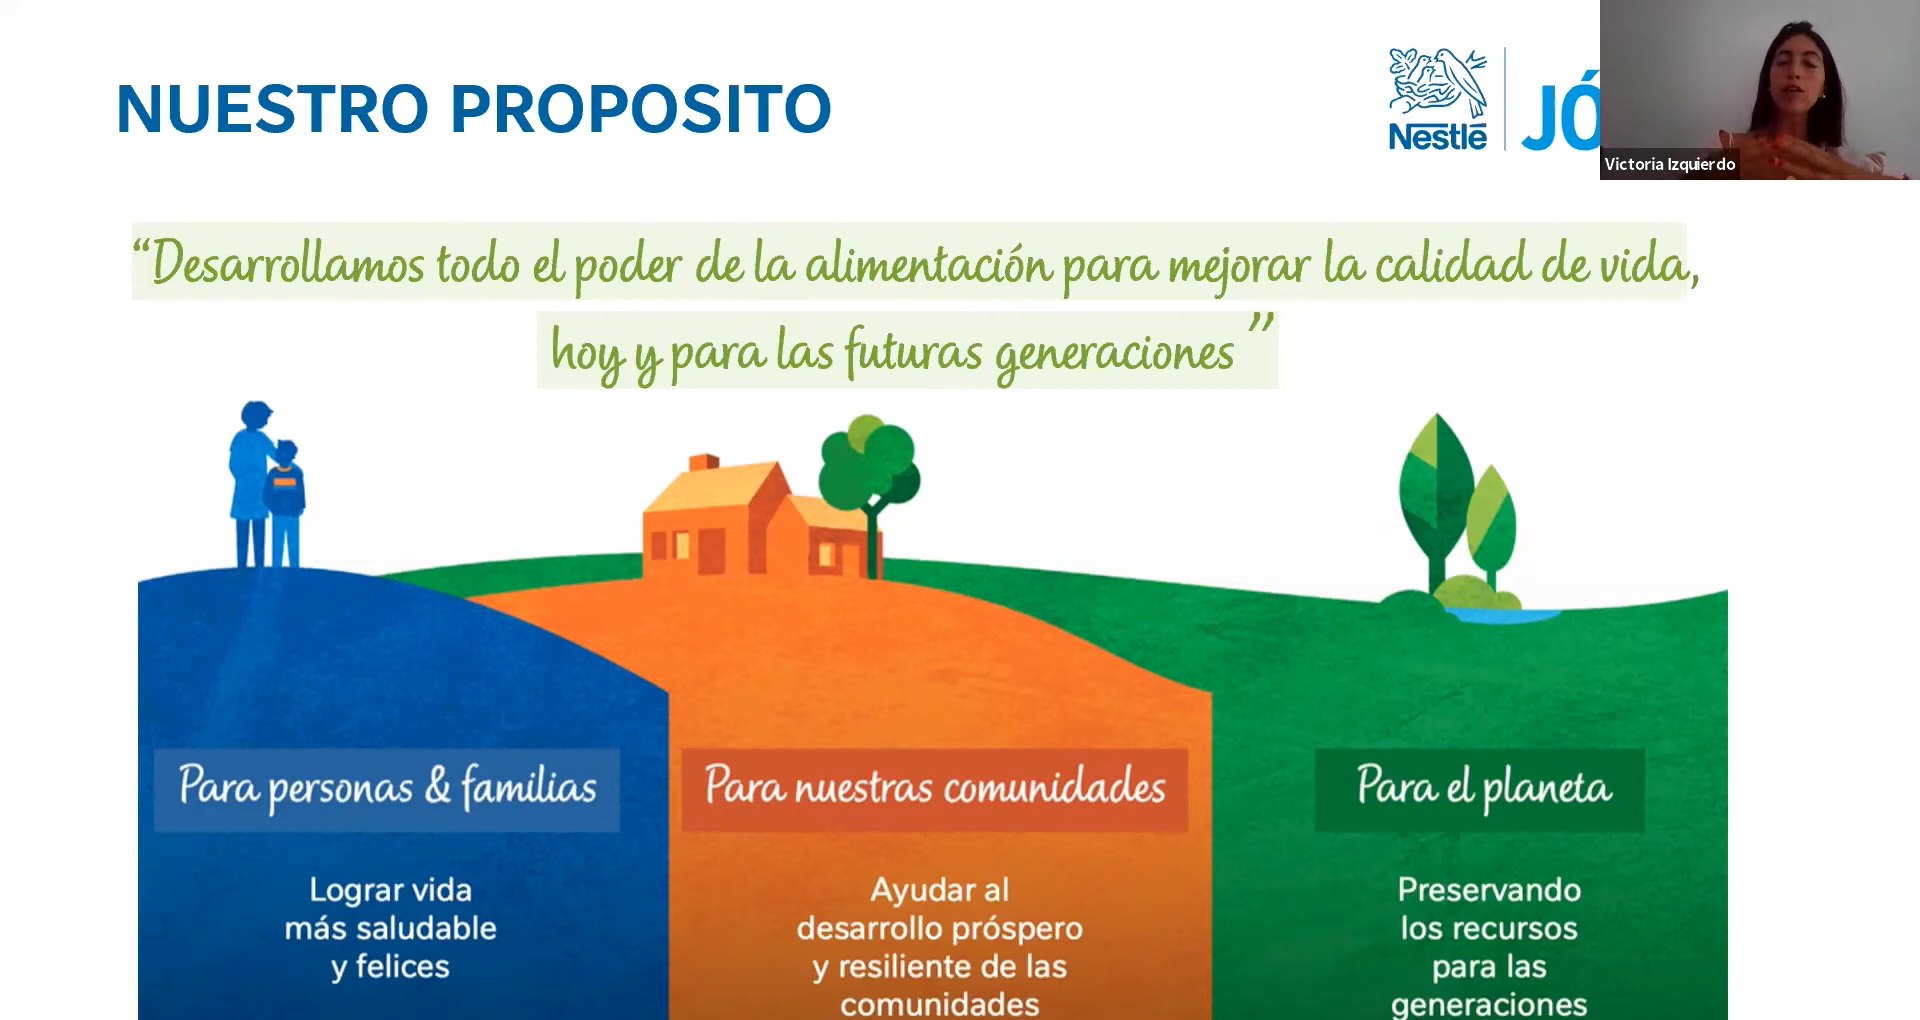 NUESTRO PROPOSITO
Nestlé
JÓ
Victoria Izquierdo
“Desarrollamos todo el poder de la alimentación para mejorar la calidad de vida,
hoy y para las futuras generaciones”
Para personas & familias
Lograr vida
más saludable
y felices
Para nuestras comunidades
Ayudar al
desarrollo próspero
y resiliente de las
comunidades
Para el planeta
Preservando
los recursos
para las
generaciones